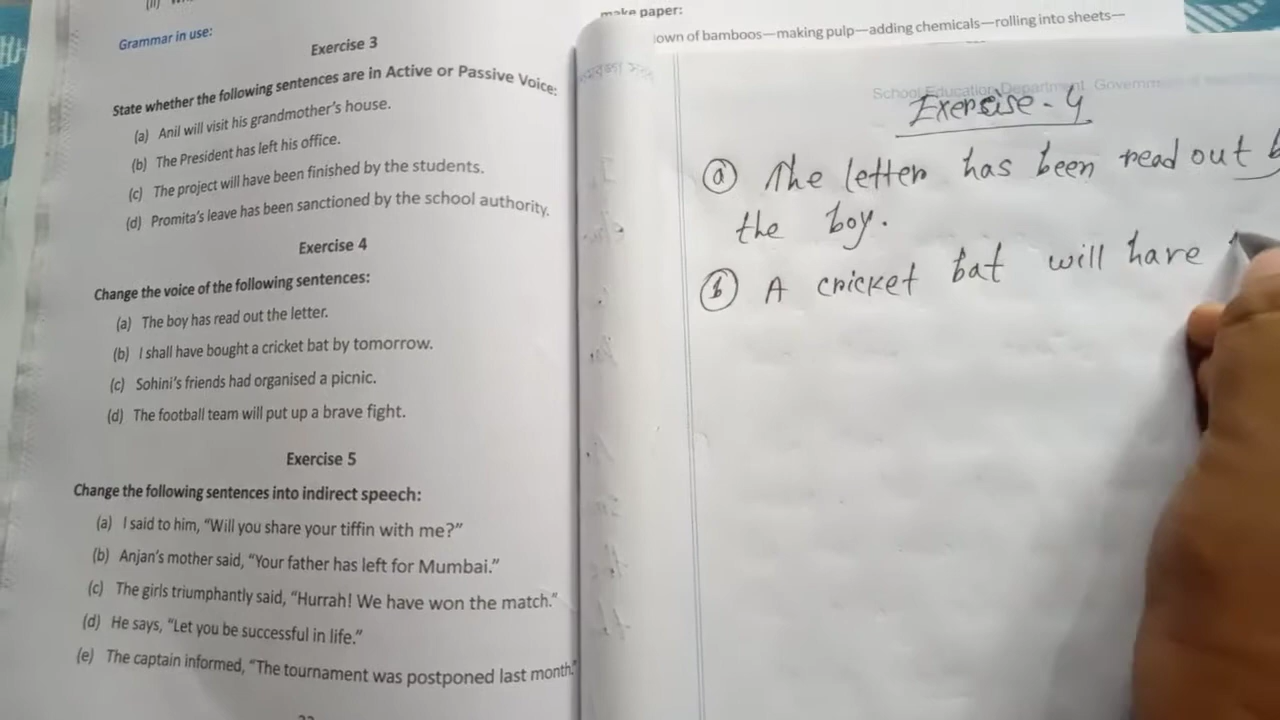 make paper:
own of bamboos—making pulp—adding chemicals—rolling into sheets—
Grammar in use:
Exercise 3
State whether the following sentences are in Active or Passive Voice:
(a) Anil will visit his grandmother's house.
(b) The President has left his office.
(c) The project will have been finished by the students.
(d) Promita's leave has been sanctioned by the school authority.
Exercise 4
Change the voice of the following sentences:
(a) The boy has read out the letter.
(b) I shall have bought a cricket bat by tomorrow.
(c) Sohini's friends had organised a picnic.
(d) The football team will put up a brave fight.
Exercise 5
Change the following sentences into indirect speech:
(a) I said to him, "Will you share your tiffin with me?"
(b) Anjan's mother said, "Your father has left for Mumbai."
(c) The girls triumphantly said, "Hurrah! We have won the match."
(d) He says, "Let you be successful in life."
(e) The captain informed, "The tournament was postponed last month."
School Education Department
Exercise-4
(a) The letter has been read out
the boy.
(b) A cricket bat will have